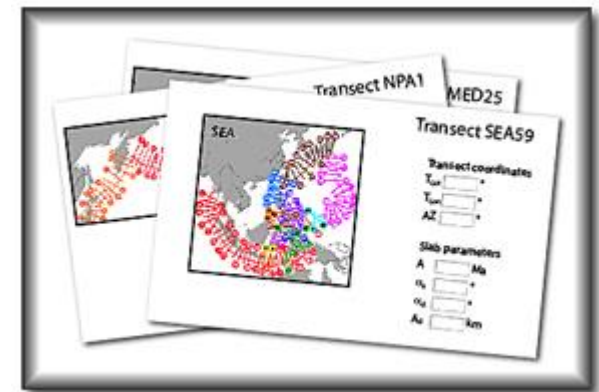 Transect NPA1
MED25
Transect SEA59
SEA
Transect coordinates
AZ °
Slab parameters
A Ma
km